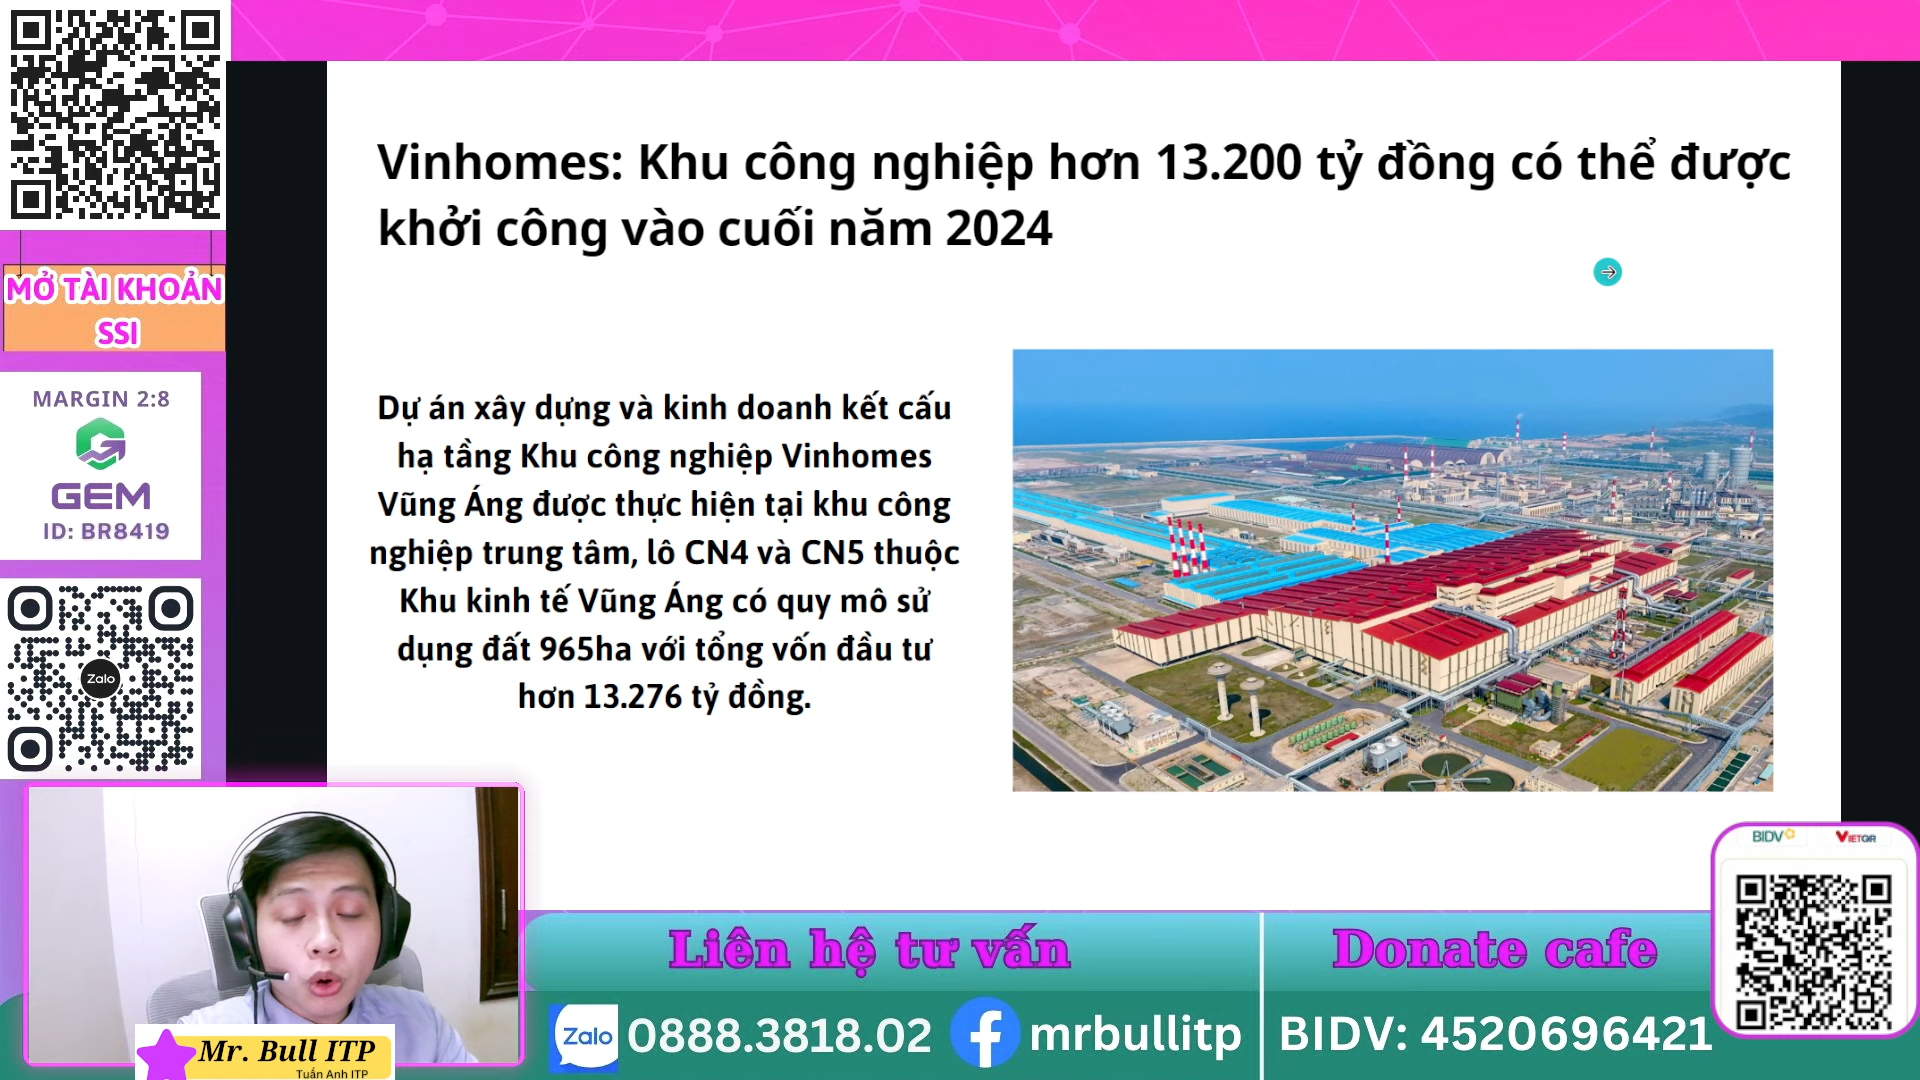 Vinhomes: Khu công nghiệp hơn 13.200 tỷ đồng có thể được
khởi công vào cuối năm 2024
MỞ TÀI KHOẢN
SSI
MARGIN 2:8
GEM
ID: BR8419
Zalo
Dự án xây dựng và kinh doanh kết cấu
hạ tầng Khu công nghiệp Vinhomes
Vũng Áng được thực hiện tại khu công
nghiệp trung tâm, lô CN4 và CN5 thuộc
Khu kinh tế Vũng Áng có quy mô sử
dụng đất 965ha với tổng vốn đầu tư
hơn 13.276 tỷ đồng.
Mr. Bull ITP
Tuấn Anh ITP
Liên hệ tư vấn
Zalo 0888.3818.02 mrbullitp
Donate cafe
BIDV: 4520696421
BIDV VIETQR